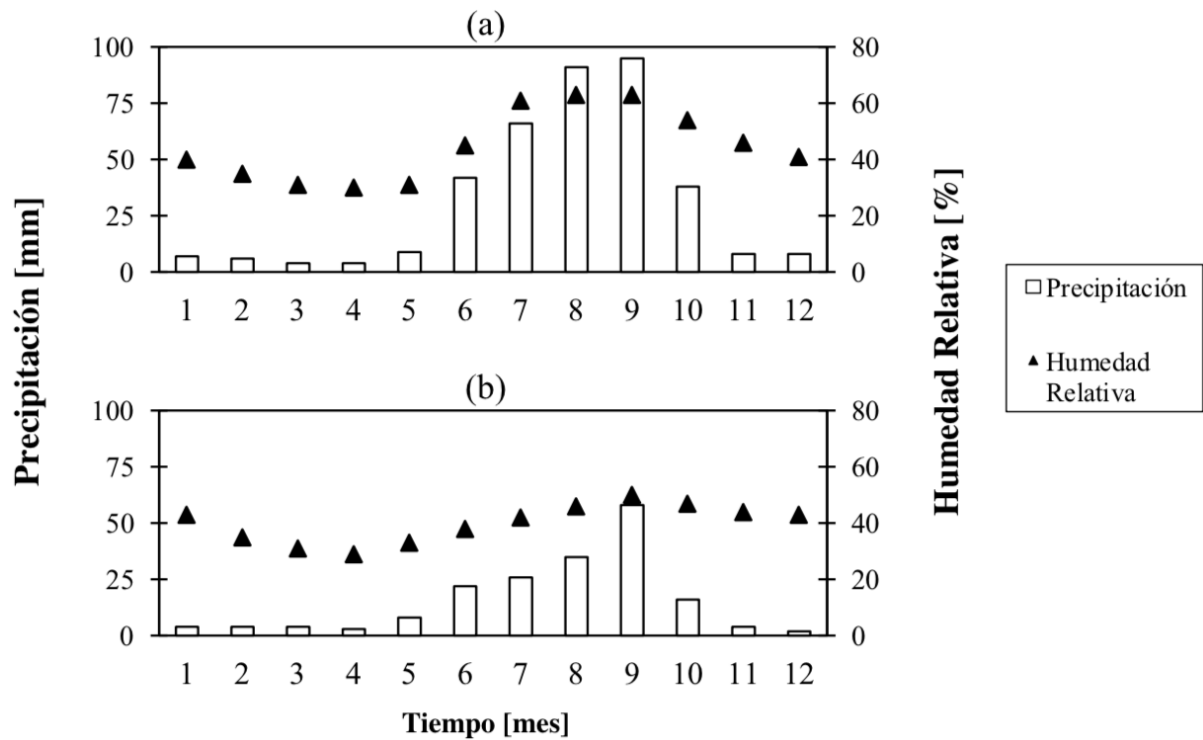 (a)
100
75
50
25
0
80
60
40
20
0
1 2 3 4 5 6 7 8 9 10 11 12
Precipitación [mm]
Humedad Relativa [%]
Precipitación
Humedad
Relativa
(b)
100
75
50
25
0
80
60
40
20
0
1 2 3 4 5 6 7 8 9 10 11 12
Tiempo [mes]